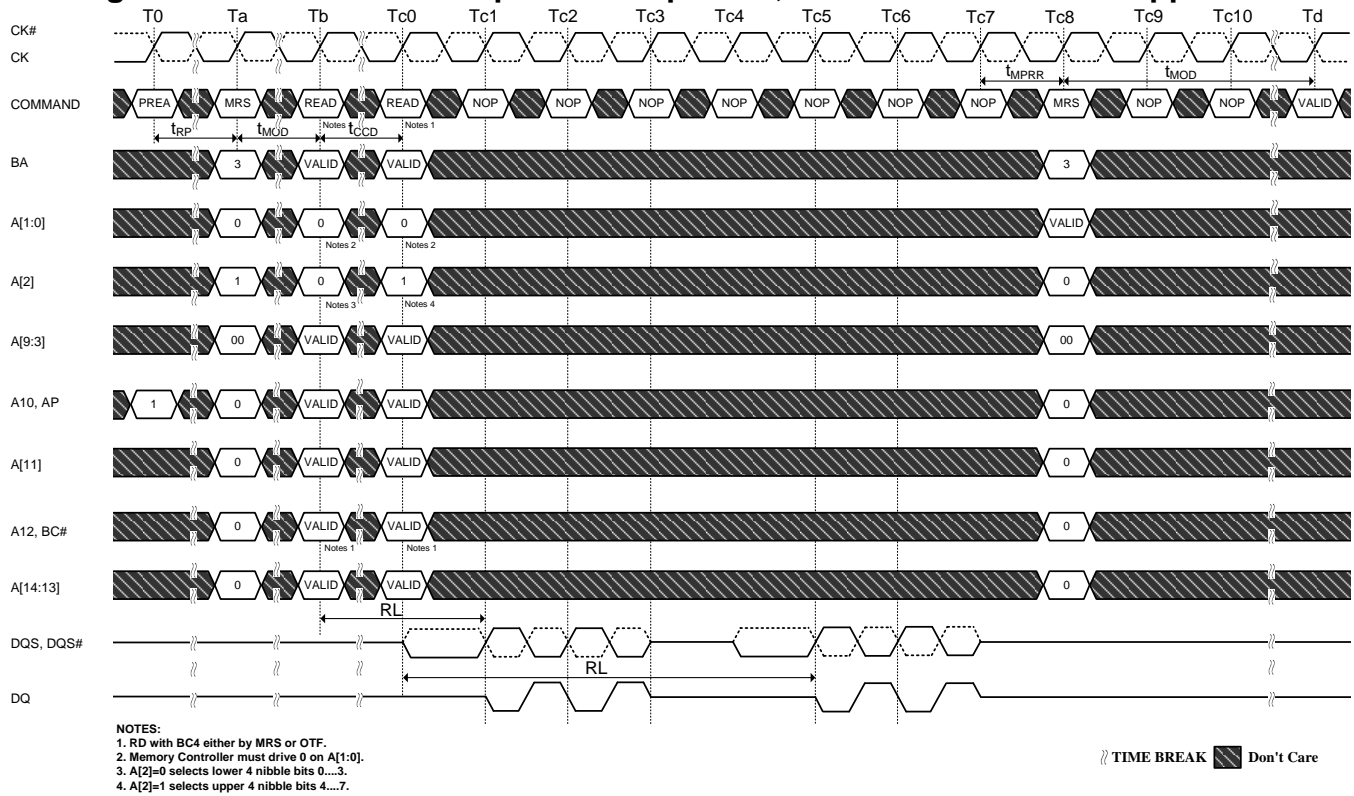 T0 Ta Tb Tc0 Tc1 Tc2 Tc3 Tc4 Tc5 Tc6 Tc7 Tc8 Tc9 Tc10 Td
CK#
CK
tMPRR tMOD
COMMAND PREA MRS READ READ NOP NOP NOP NOP NOP NOP NOP MRS NOP NOP VALID
Notes 1 Notes 1
tRP tMOD tCCD
BA 3 VALID VALID 3
A[1:0] 0 0 0 VALID
Notes 2 Notes 2
A[2] 1 0 1 0
Notes 3 Notes 4
A[9:3] 00 VALID VALID 00
A10, AP 1 0 VALID VALID 0
A[11] 0 VALID VALID 0
A12, BC# 0 VALID VALID 0
Notes 1 Notes 1
A[14:13] 0 VALID VALID 0
RL
DQS, DQS#
RL
DQ
NOTES:
1. RD with BC4 either by MRS or OTF.
2. Memory Controller must drive 0 on A[1:0].
3. A[2]=0 selects lower 4 nibble bits 0....3.
4. A[2]=1 selects upper 4 nibble bits 4....7.
TIME BREAK Don't Care